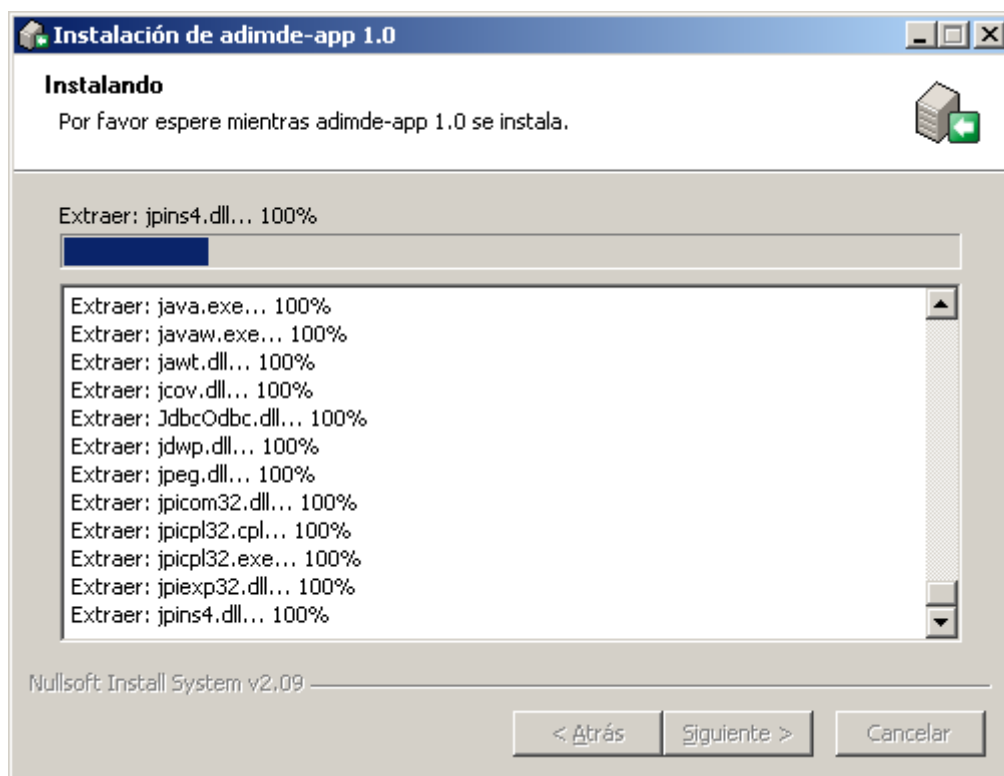 Instalación de adimde-app 1.0
Instalando
Por favor espere mientras adimde-app 1.0 se instala.
Extraer: jpins4.dll... 100%
Extraer: java.exe... 100%
Extraer: javaw.exe... 100%
Extraer: jawt.dll... 100%
Extraer: jcov.dll... 100%
Extraer: JdbcOdbc.dll... 100%
Extraer: jdwp.dll... 100%
Extraer: jpeg.dll... 100%
Extraer: jpicom32.dll... 100%
Extraer: jpicpl32.cpl... 100%
Extraer: jpicpl32.exe... 100%
Extraer: jpiexp32.dll... 100%
Extraer: jpins4.dll... 100%
Nullsoft Install System v2.09
< Atrás Siguiente > Cancelar